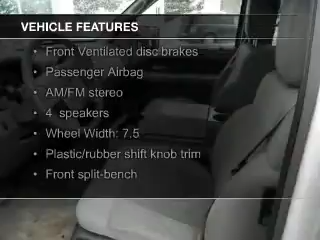 VEHICLE FEATURES
• Front Ventilated disc brakes
• Passenger Airbag
• AM/FM stereo
• 4 speakers
• Wheel Width: 7.5
• Plastic/rubber shift knob trim
• Front split-bench